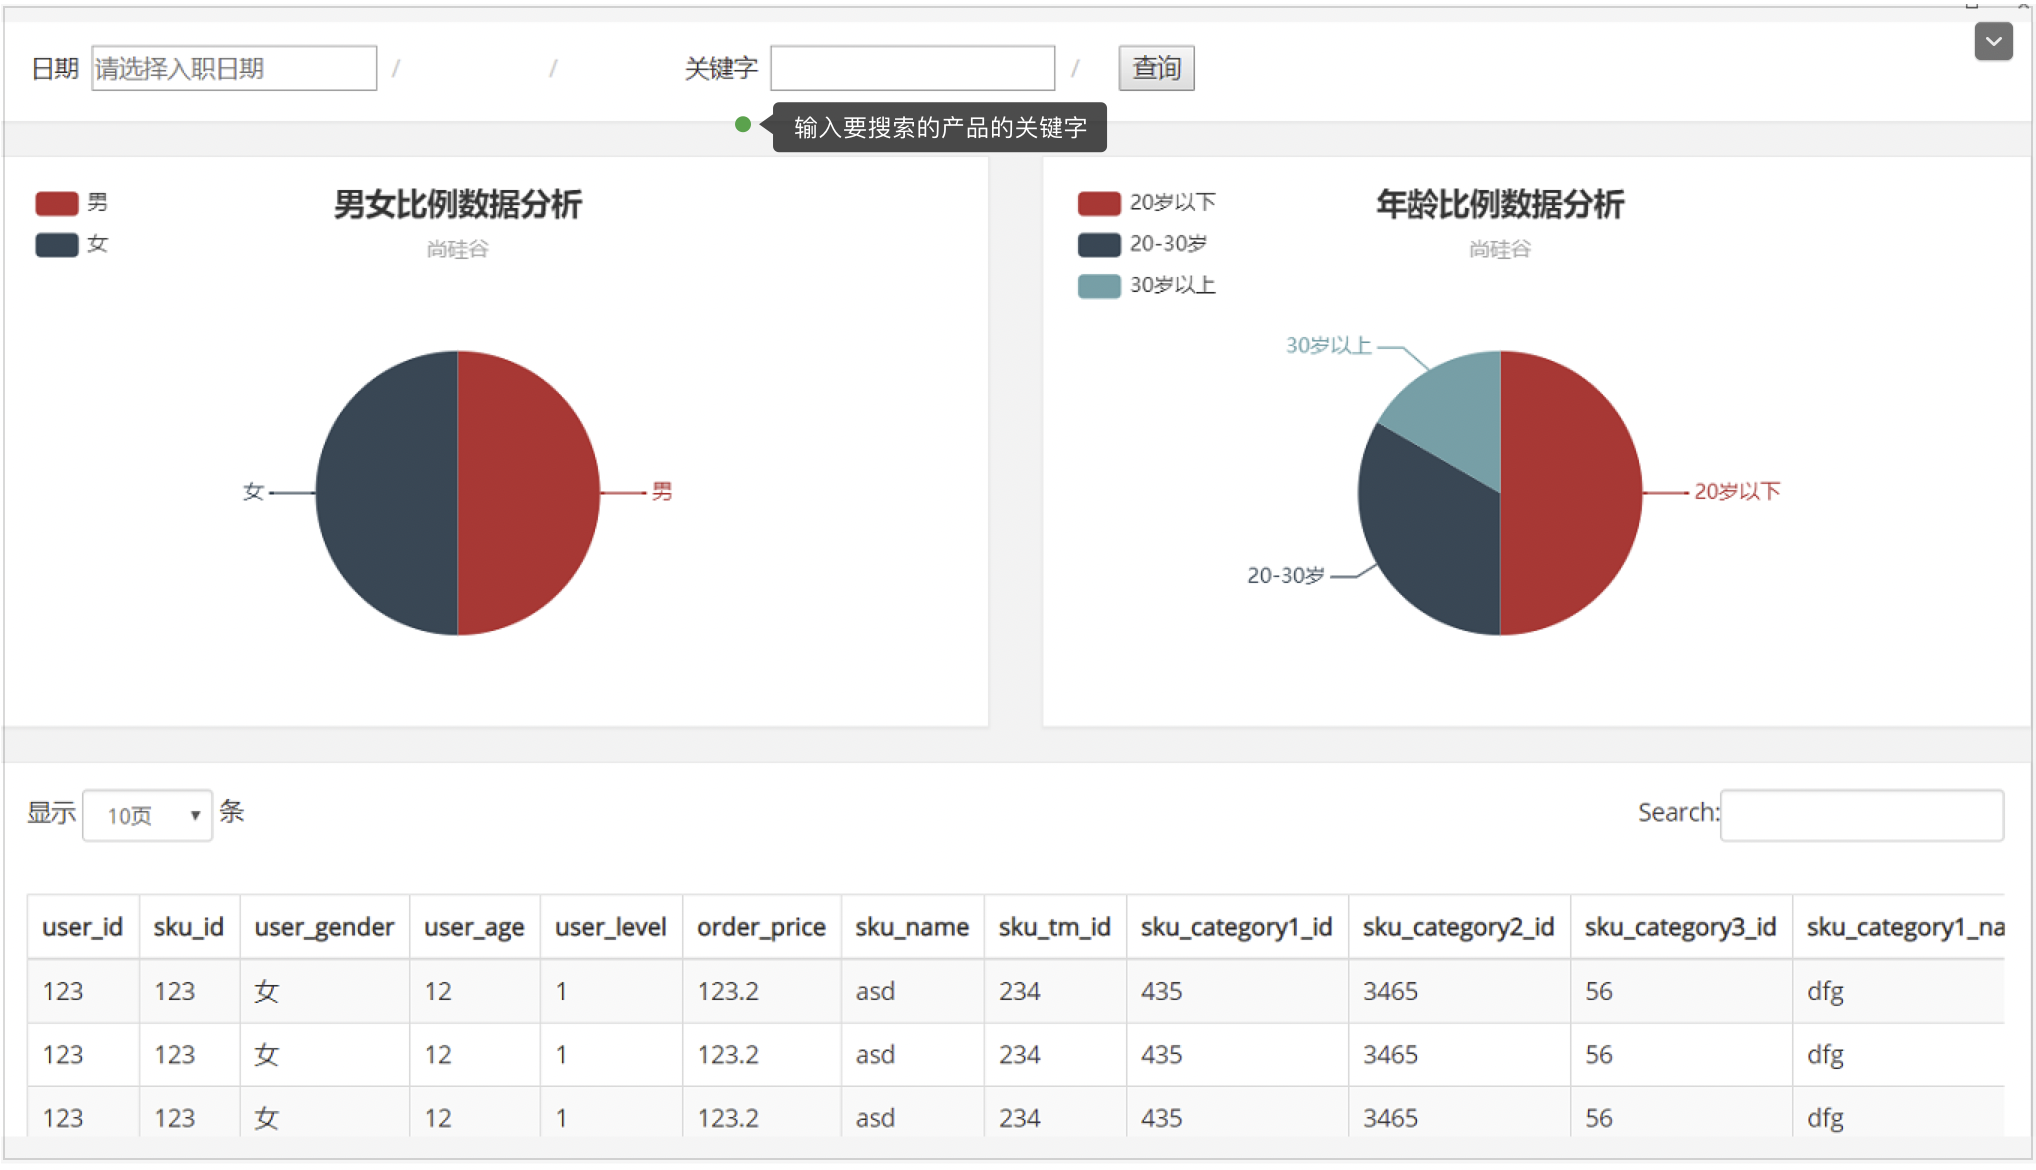 日期 请选择入职日期 / / 关键字 / 查询
输入要搜索的产品的关键字
男
女
男女比例数据分析
尚硅谷
女
男
20岁以下
20-30岁
30岁以上
年龄比例数据分析
尚硅谷
30岁以上
20岁以下
20-30岁
显示 10页 条 Search:
user_id sku_id user_gender user_age user_level order_price sku_name sku_tm_id sku_category1_id sku_category2_id sku_category3_id sku_category1_na
123 123 女 12 1 123.2 asd 234 435 3465 56 dfg
123 123 女 12 1 123.2 asd 234 435 3465 56 dfg
123 123 女 12 1 123.2 asd 234 435 3465 56 dfg